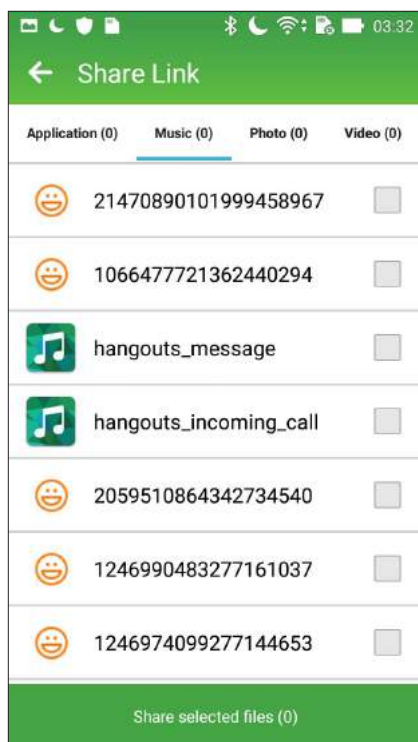 03:32
Share Link
Application (0) Music (0) Photo (0) Video (0)
21470890101999458967
1066477721362440294
hangouts_message
hangouts_incoming_call
2059510864342734540
1246990483277161037
1246974099277144653
Share selected files (0)